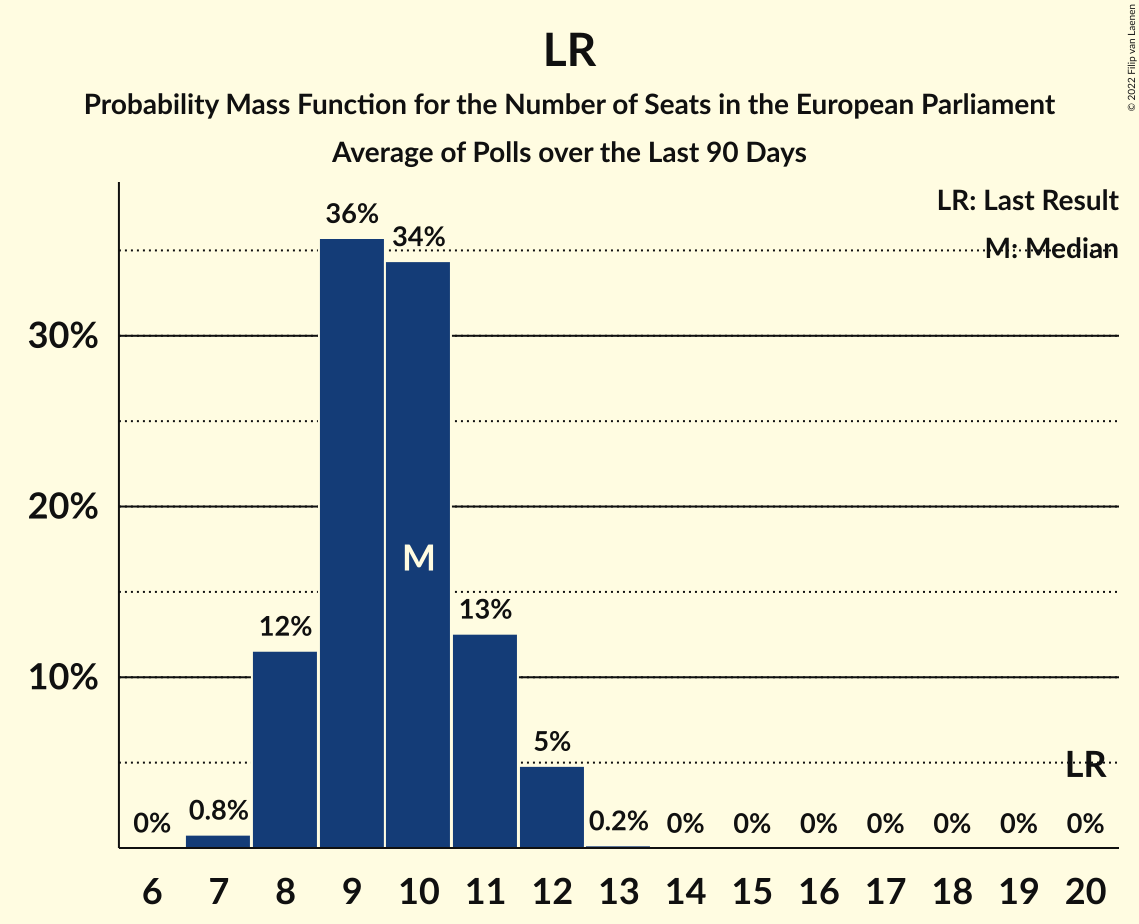 LR
Probability Mass Function for the Number of Seats in the European Parliament
Average of Polls over the Last 90 Days
© 2022 Filip van Laenen
LR: Last Result
M: Median
36%
34%
30%
20%
M
13%
12%
10%
5%
LR
0% 0.8% 0.2% 0% 0% 0% 0% 0% 0% 0%
6 7 8 9 10 11 12 13 14 15 16 17 18 19 20